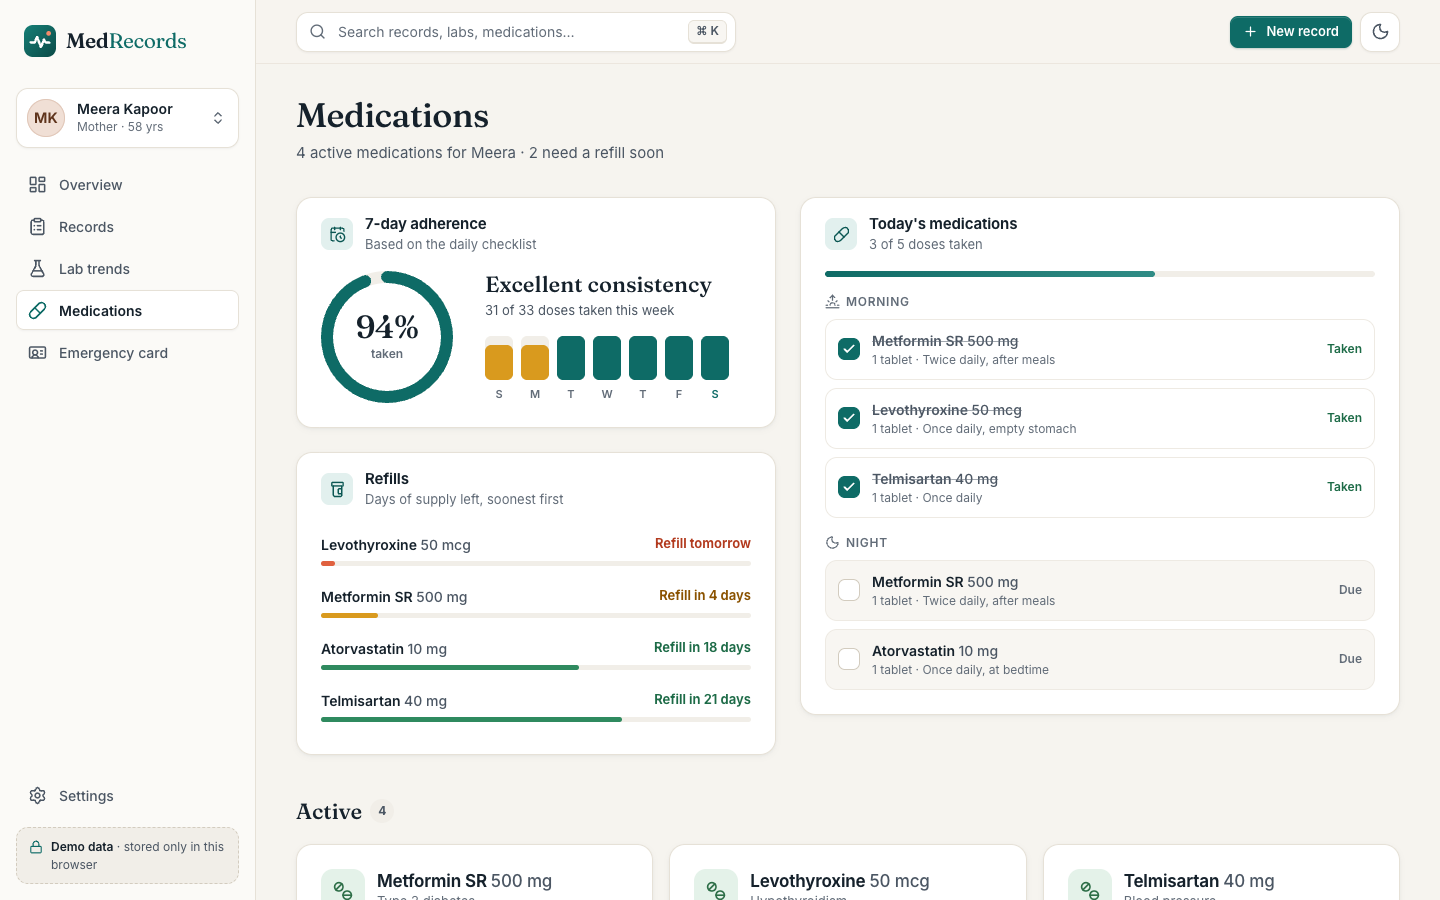 MedRecords
Search records, labs, medications...
⌘ K
New record
MK
Meera Kapoor
Mother · 58 yrs
Overview
Records
Lab trends
Medications
Emergency card
Settings
Demo data · stored only in this
browser
Medications
4 active medications for Meera · 2 need a refill soon
7-day adherence
Based on the daily checklist
94%
taken
Excellent consistency
31 of 33 doses taken this week
S M T W T F S
Refills
Days of supply left, soonest first
Levothyroxine 50 mcg
Refill tomorrow
Metformin SR 500 mg
Refill in 4 days
Atorvastatin 10 mg
Refill in 18 days
Telmisartan 40 mg
Refill in 21 days
Today's medications
3 of 5 doses taken
MORNING
Metformin SR 500 mg
1 tablet · Twice daily, after meals
Taken
Levothyroxine 50 mcg
1 tablet · Once daily, empty stomach
Taken
Telmisartan 40 mg
1 tablet · Once daily
Taken
NIGHT
Metformin SR 500 mg
1 tablet · Twice daily, after meals
Due
Atorvastatin 10 mg
1 tablet · Once daily, at bedtime
Due
Active 4
Metformin SR 500 mg
Type 2 diabetes
Levothyroxine 50 mcg
Hypothyroidism
Telmisartan 40 mg
Blood pressure